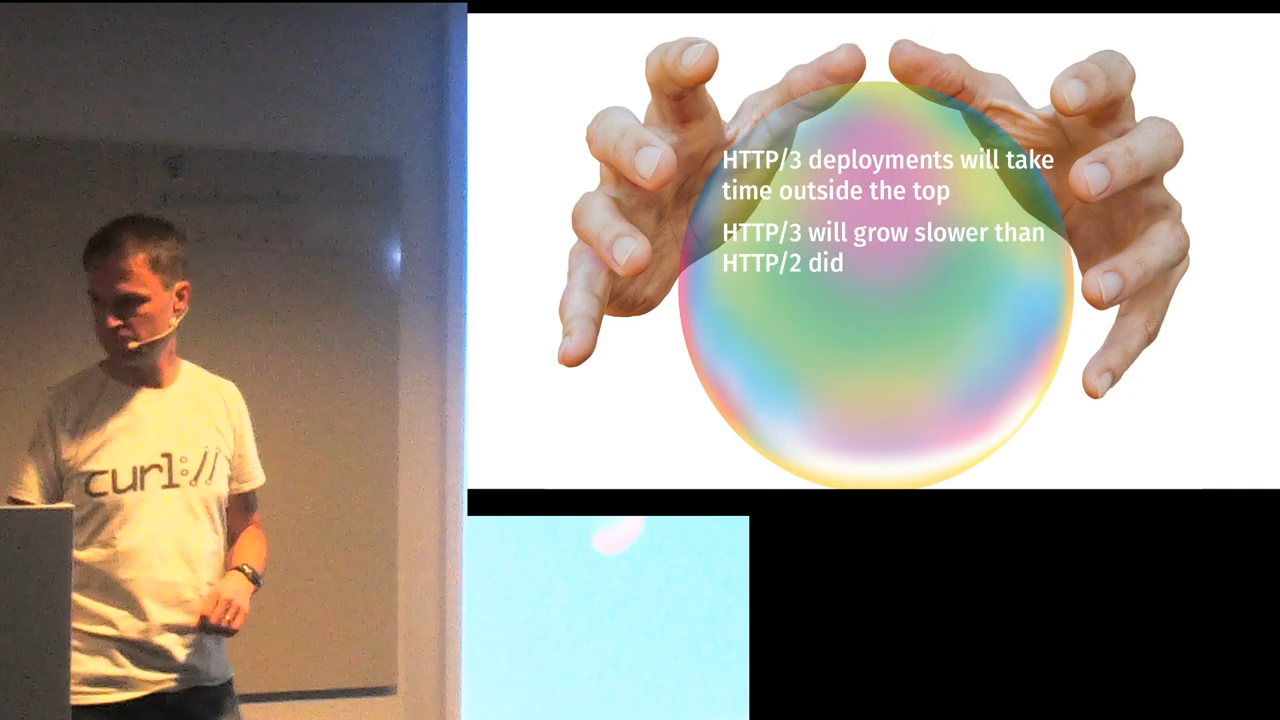 HTTP/3 deployments will take
time outside the top
HTTP/3 will grow slower than
HTTP/2 did
curl://